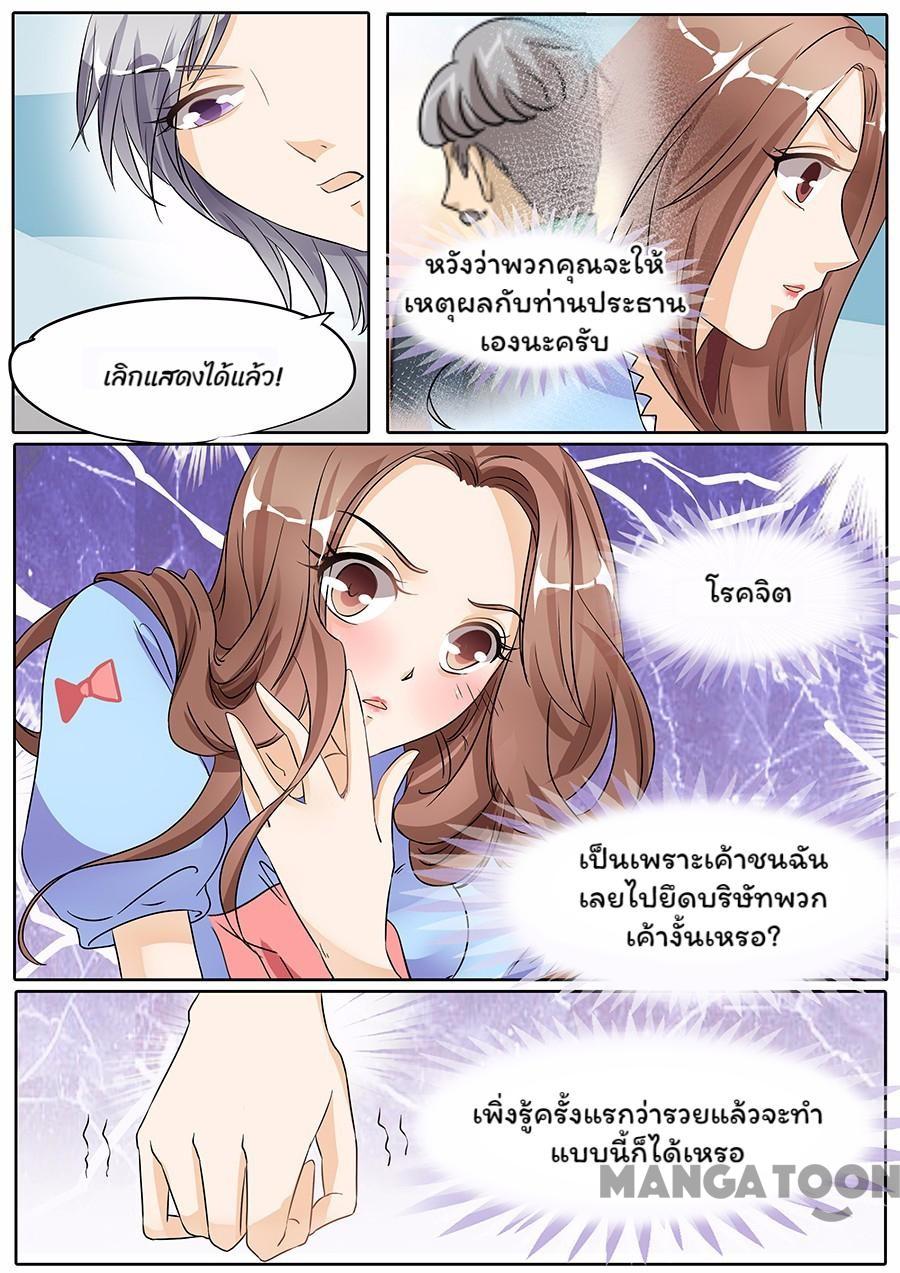 เลิกแสดงได้แล้ว!
หวังว่าพวกคุณจะให้
เหตุผลกับท่านประธาน
เองนะครับ
โรคจิต
เป็นเพราะเค้าชนฉัน
เลยไปยึดบริษัทพวก
เค้างั้นเหรอ?
เพิ่งรู้ครั้งแรกว่ารวยแล้วจะทำ
แบบนี้ก็ได้เหรอ
MANGATOON